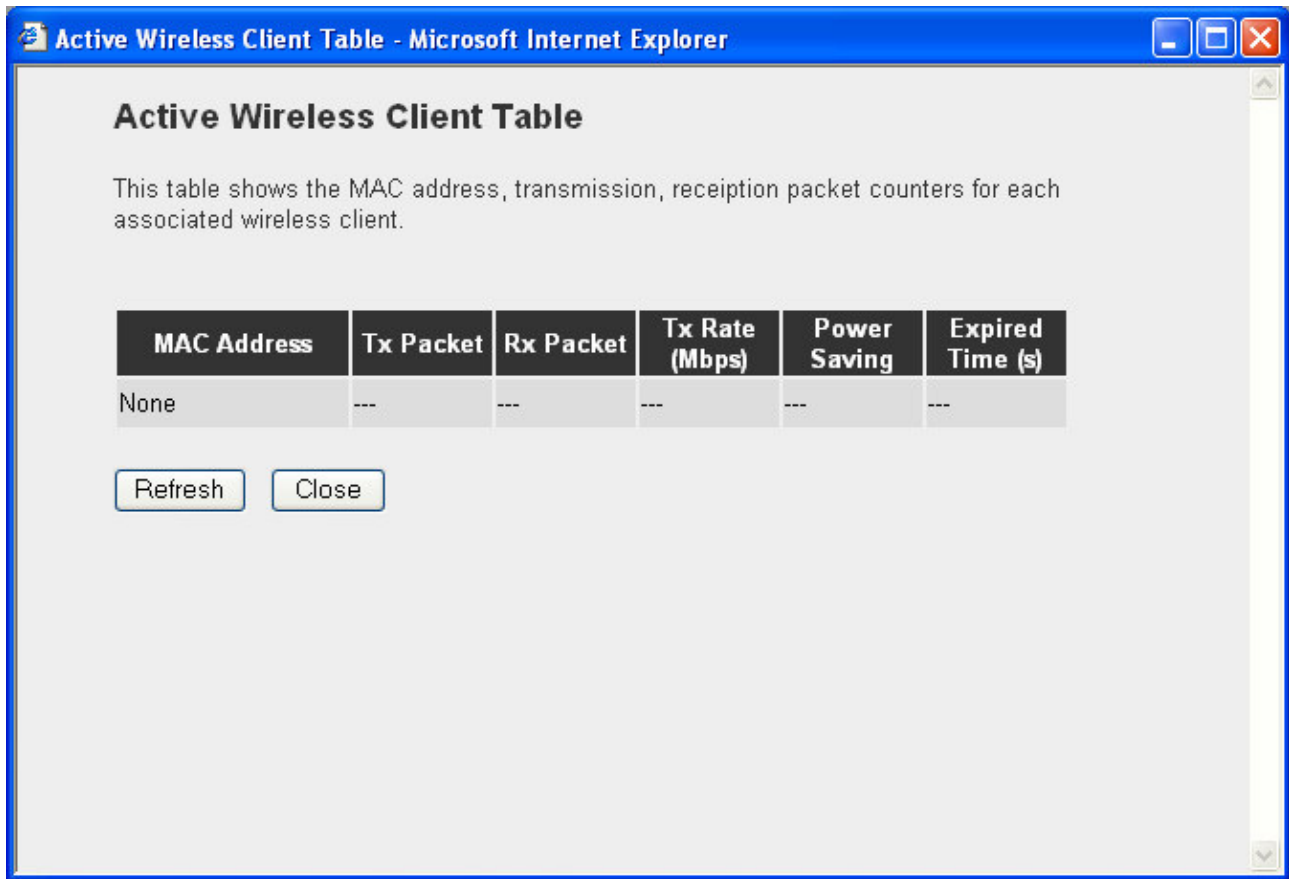 Active Wireless Client Table - Microsoft Internet Explorer
Active Wireless Client Table
This table shows the MAC address, transmission, receiption packet counters for each
associated wireless client.
MAC Address Tx Packet Rx Packet Tx Rate (Mbps) Power Saving Expired Time (s)
None --- --- --- --- ---
Refresh Close